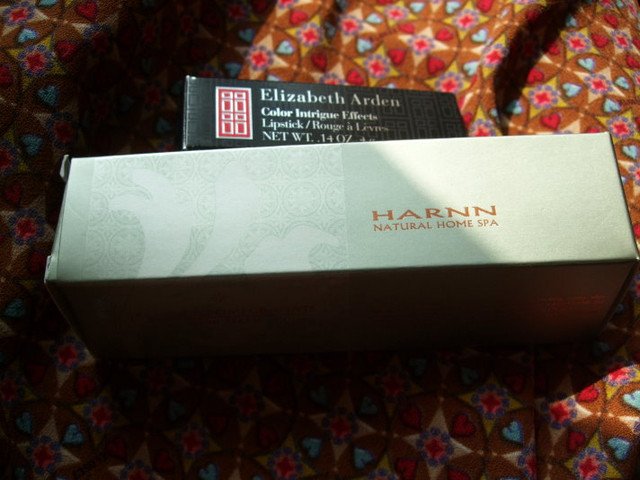 Elizabeth Arden
Color Intrigue Effects
Lipstick / Rouge à Lèvres
NET WT. .14 OZ.
HARNN
NATURAL HOME SPA